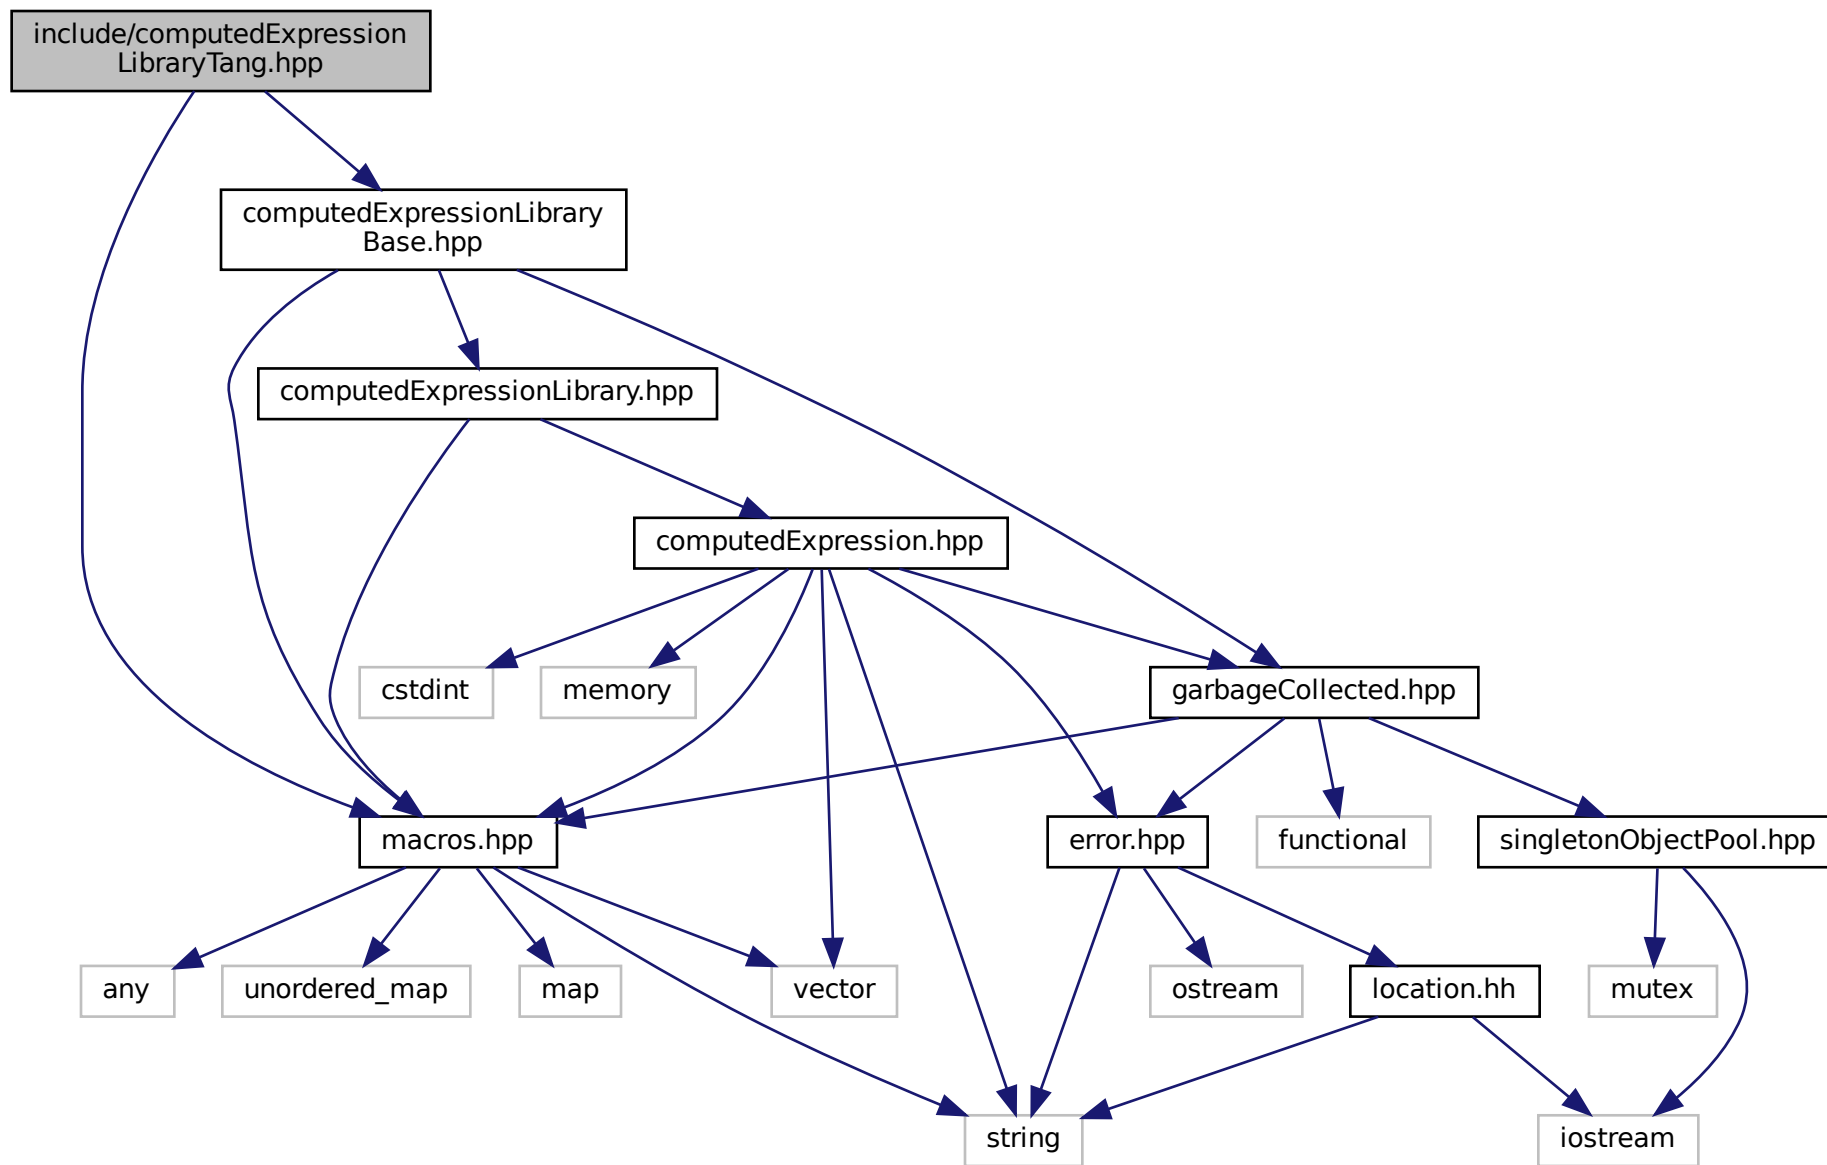 include/computedExpression
LibraryTang.hpp
computedExpressionLibrary
Base.hpp
computedExpressionLibrary.hpp
computedExpression.hpp
cstdint
memory
garbageCollected.hpp
macros.hpp
error.hpp
functional
singletonObjectPool.hpp
any
unordered_map
map
vector
ostream
location.hh
mutex
string
iostream